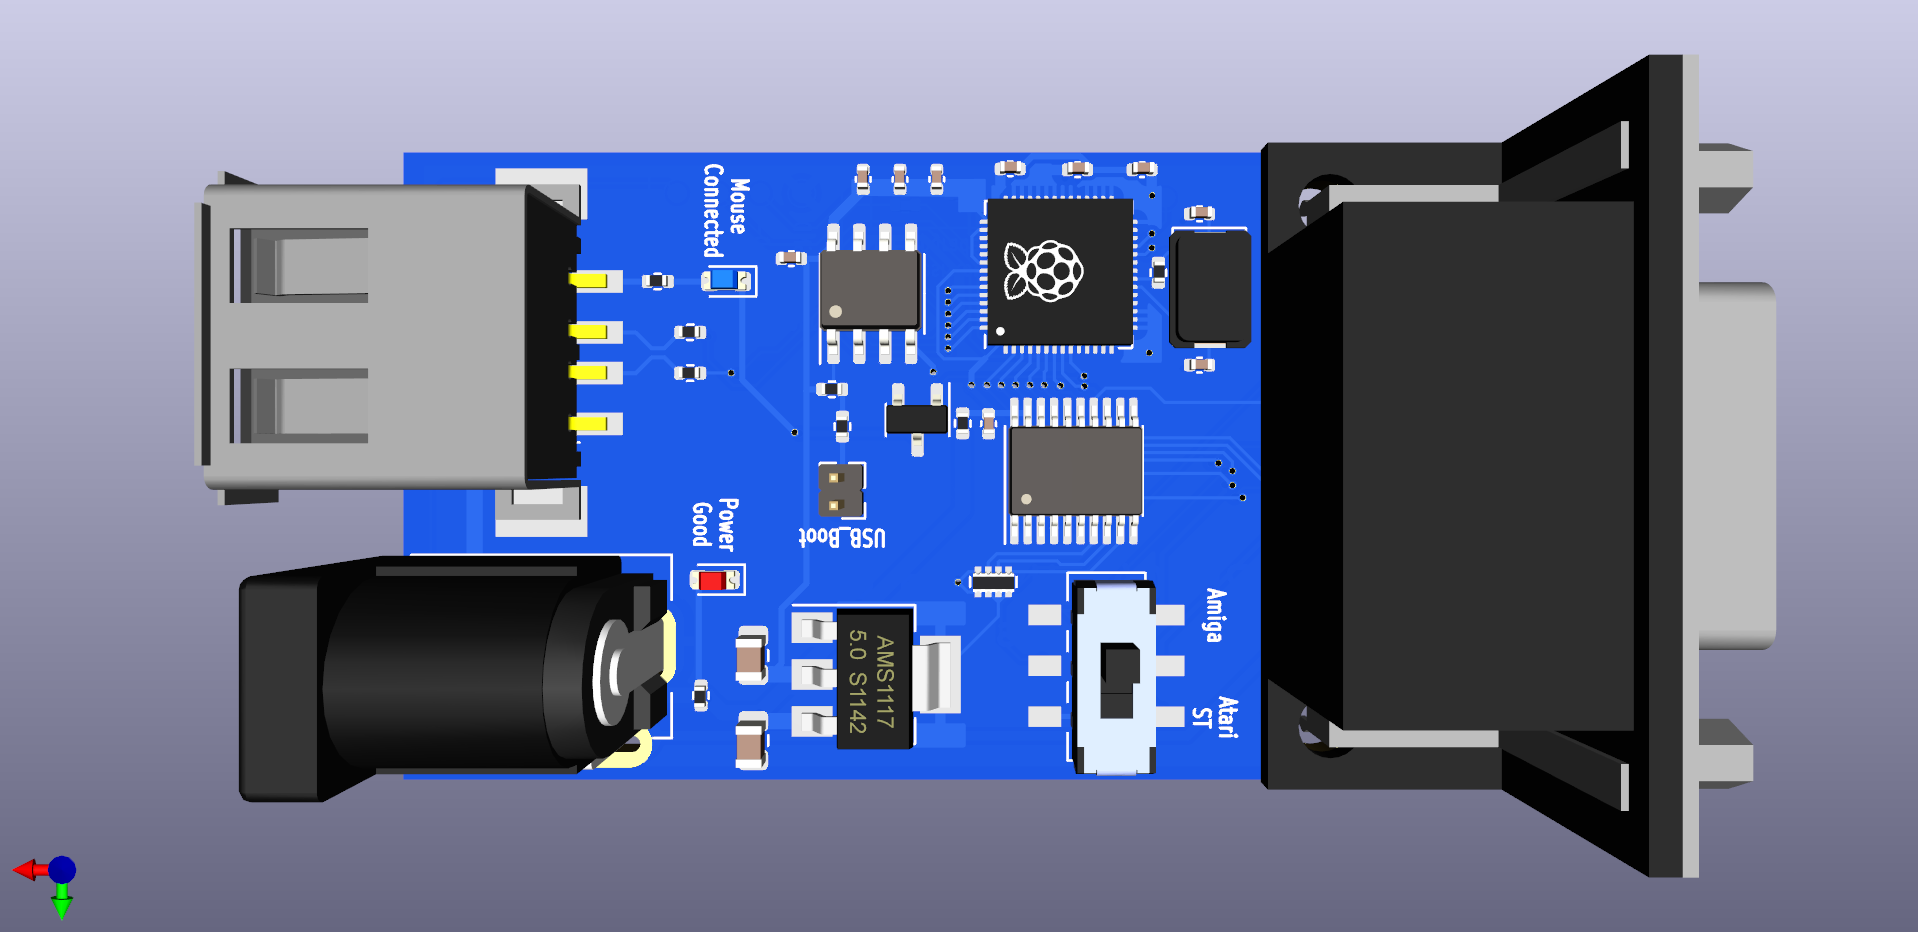 Mouse
Connected
Power
Good
USB_Boot
AMS1117
5.0 S1142
Amiga
Atari
ST